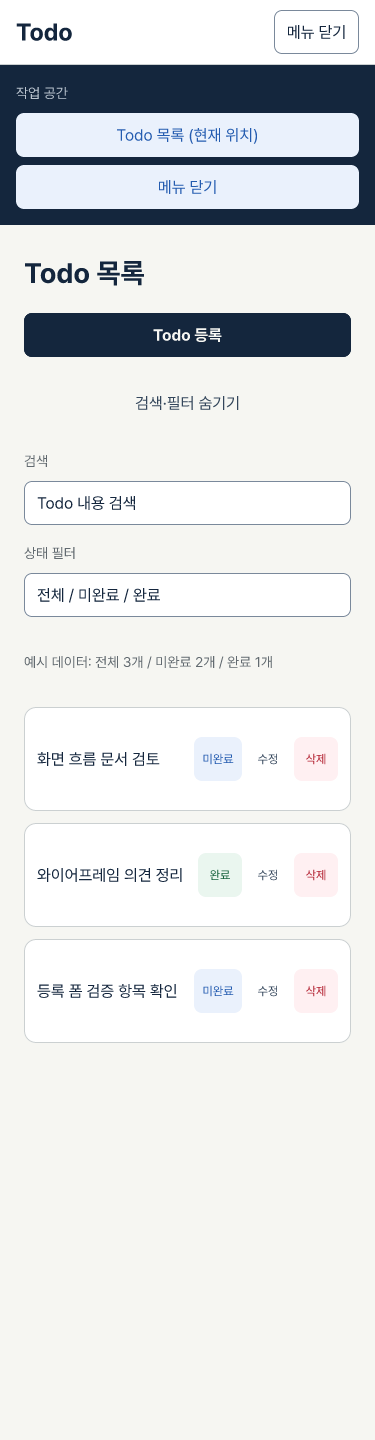 Todo
메뉴 닫기
작업 공간
Todo 목록 (현재 위치)
메뉴 닫기
Todo 목록
Todo 등록
검색·필터 숨기기
검색
Todo 내용 검색
상태 필터
전체 / 미완료 / 완료
예시 데이터: 전체 3개 / 미완료 2개 / 완료 1개
화면 흐름 문서 검토 미완료 수정 삭제
와이어프레임 의견 정리 완료 수정 삭제
등록 폼 검증 항목 확인 미완료 수정 삭제